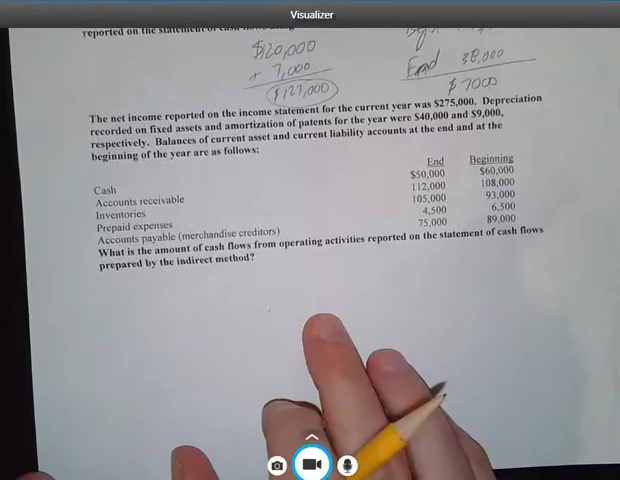 Visualizer
reported on the statement of cash flows using
$120,000
+ 7,000
$127,000
End 38,000
$7000
The net income reported on the income statement for the current year was $275,000. Depreciation
recorded on fixed assets and amortization of patents for the year were $40,000 and $9,000,
respectively. Balances of current asset and current liability accounts at the end and at the
beginning of the year are as follows:
End Beginning
Cash $50,000 $60,000
Accounts receivable 112,000 108,000
Inventories 105,000 93,000
Prepaid expenses 4,500 6,500
Accounts payable (merchandise creditors) 75,000 89,000
What is the amount of cash flows from operating activities reported on the statement of cash flows
prepared by the indirect method?